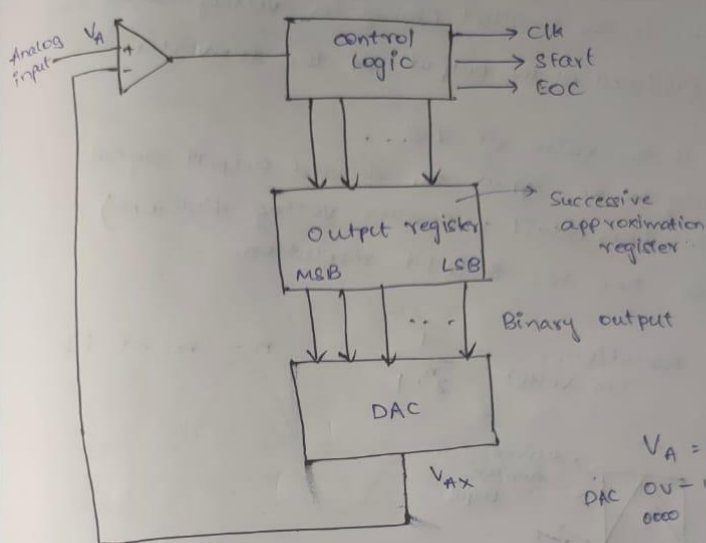 Analog
input
VA
+
-
control
Logic
Clk
Start
EOC
....
Output register
MSB
LSB
Successive
approximation
register
....
Binary output
DAC
VAX
VA =
DAC 0V =
0000